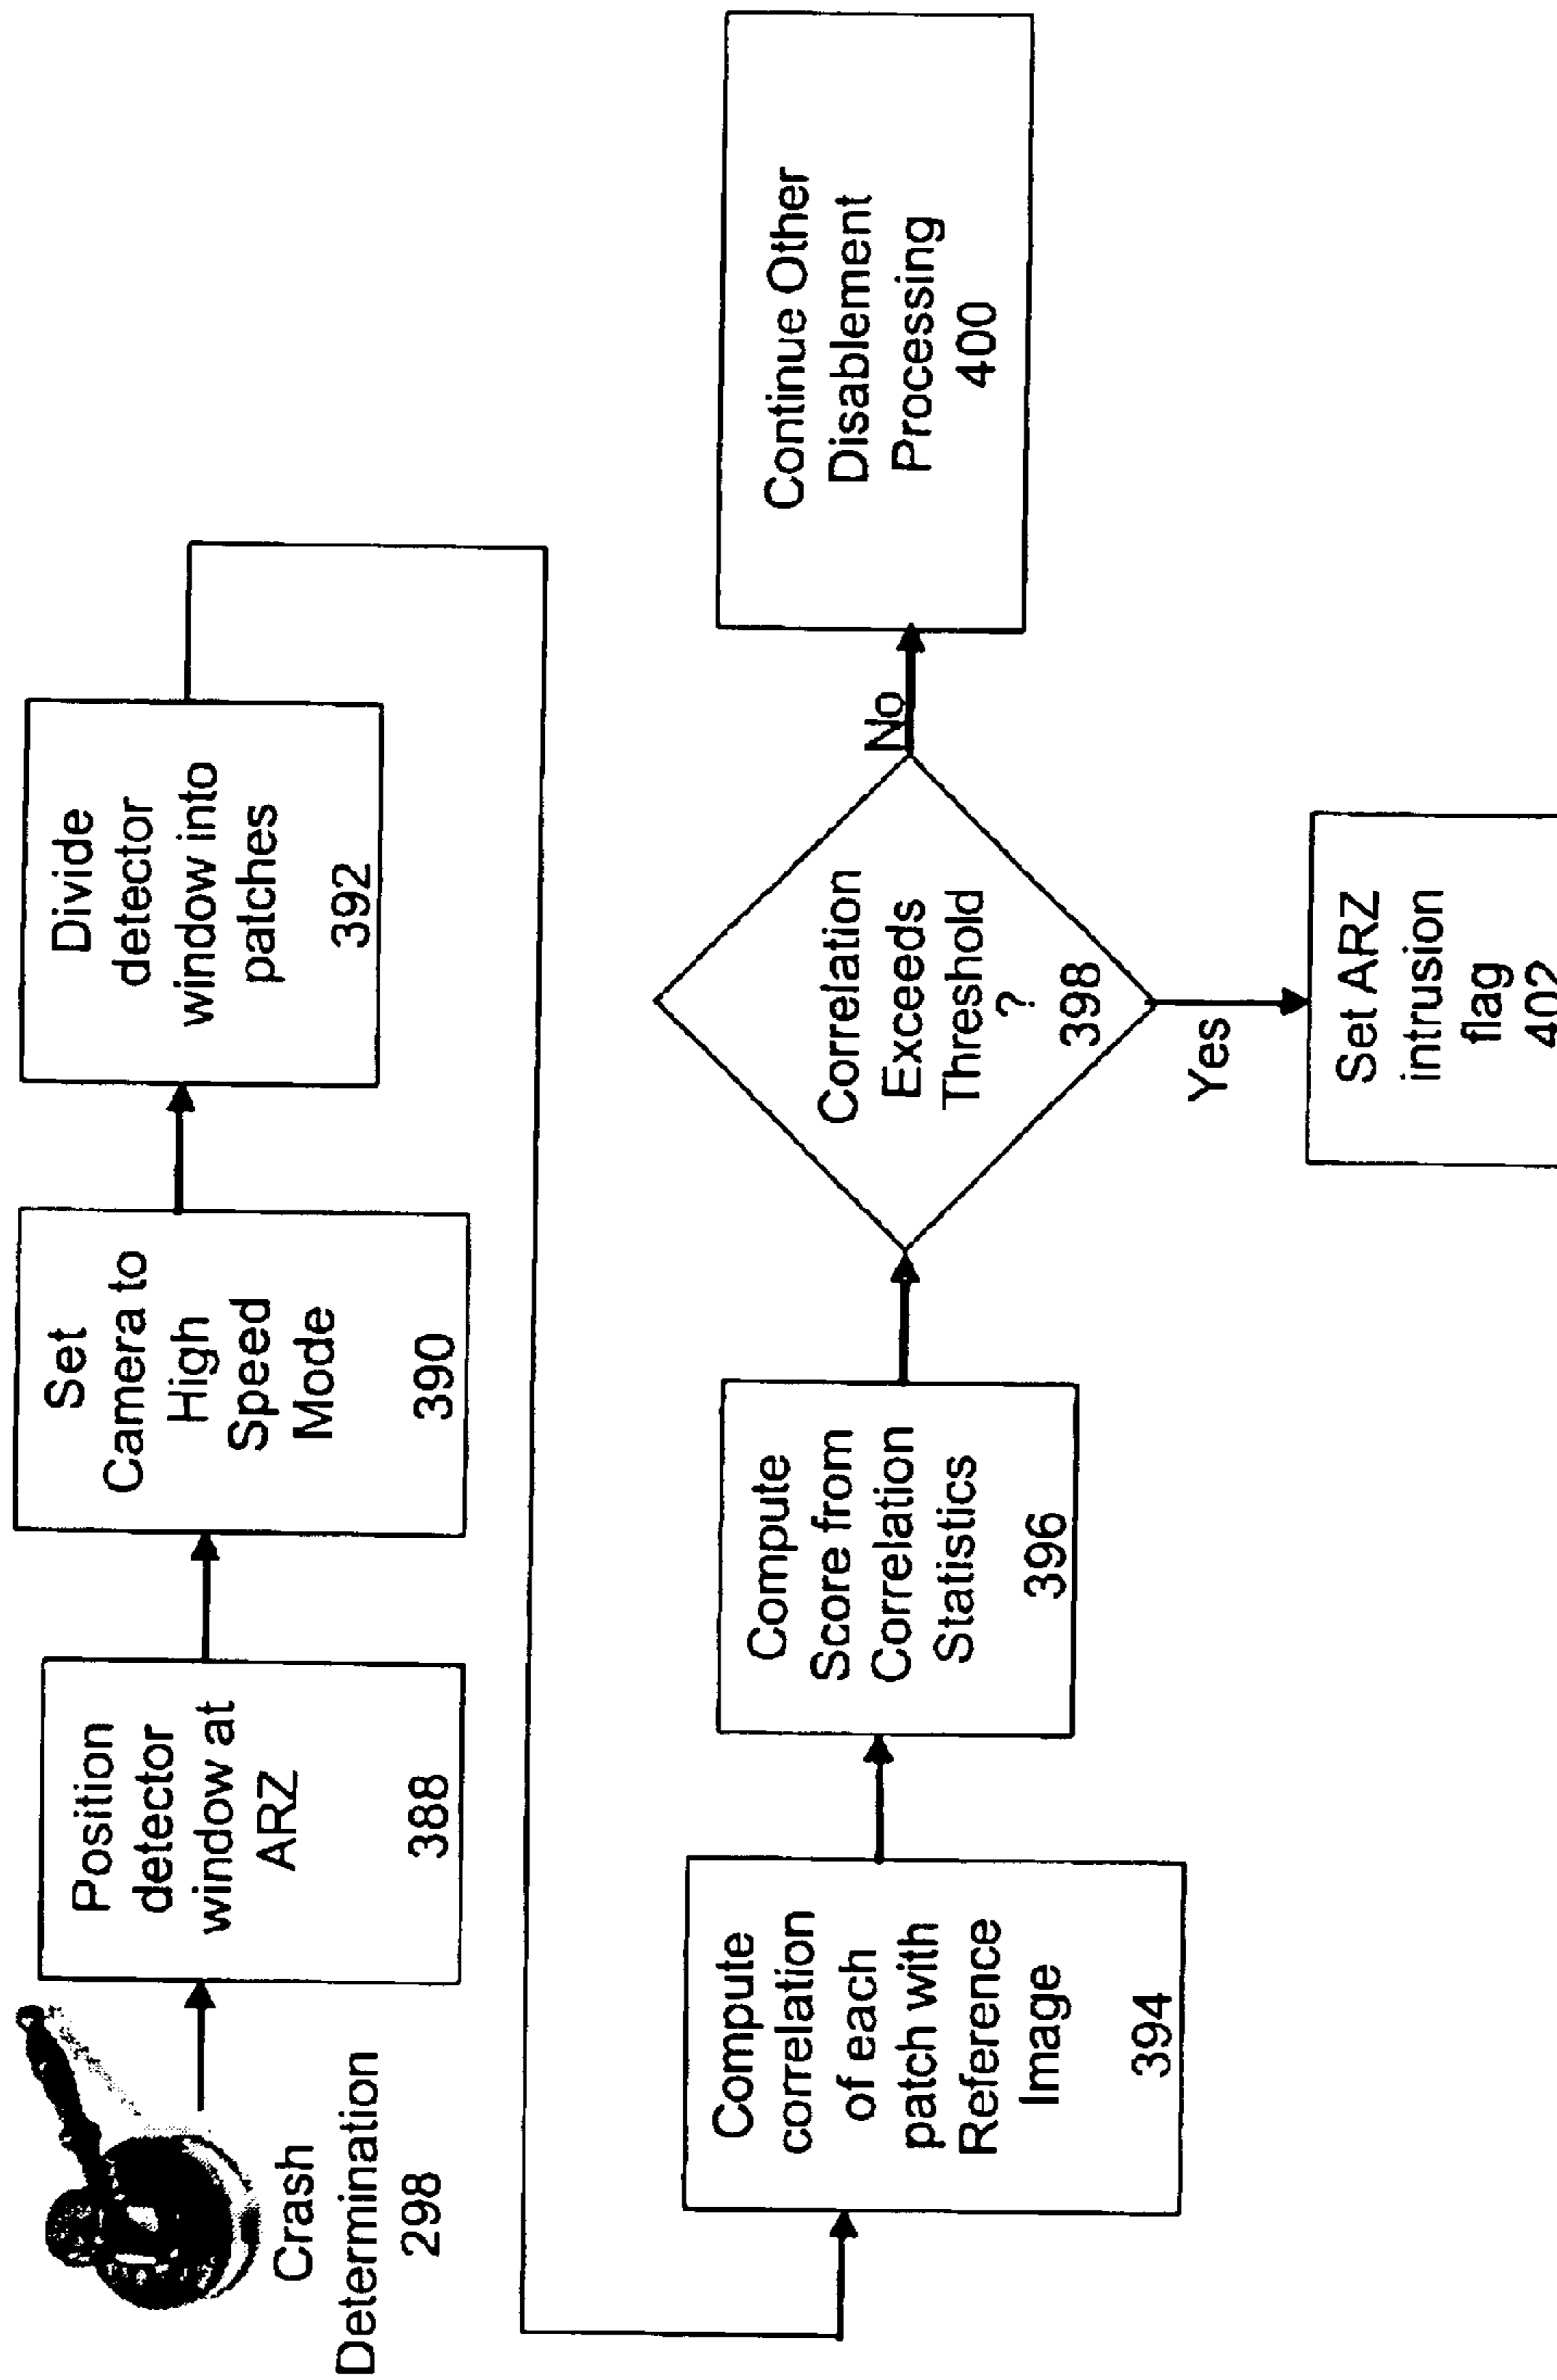 Crash
Determination
298
Position
detector
window at
ARZ
388
Set
Camera to
High
Speed
Mode
390
Divide
detector
window into
patches
392
Compute
correlation
of each
patch with
Reference
Image
394
Compute
Score from
Correlation
Statistics
396
Correlation
Exceeds
Threshold
?
398
No
Yes
Continue Other
Disablement
Processing
400
Set ARZ
intrusion
flag
402